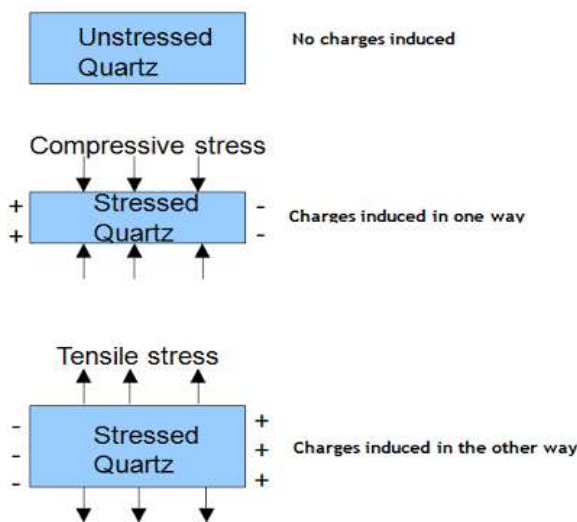 Unstressed
Quartz
No charges induced
Compressive stress
+ Stressed -
+ Quartz -
Charges induced in one way
Tensile stress
- Stressed +
- Quartz +
- +
Charges induced in the other way